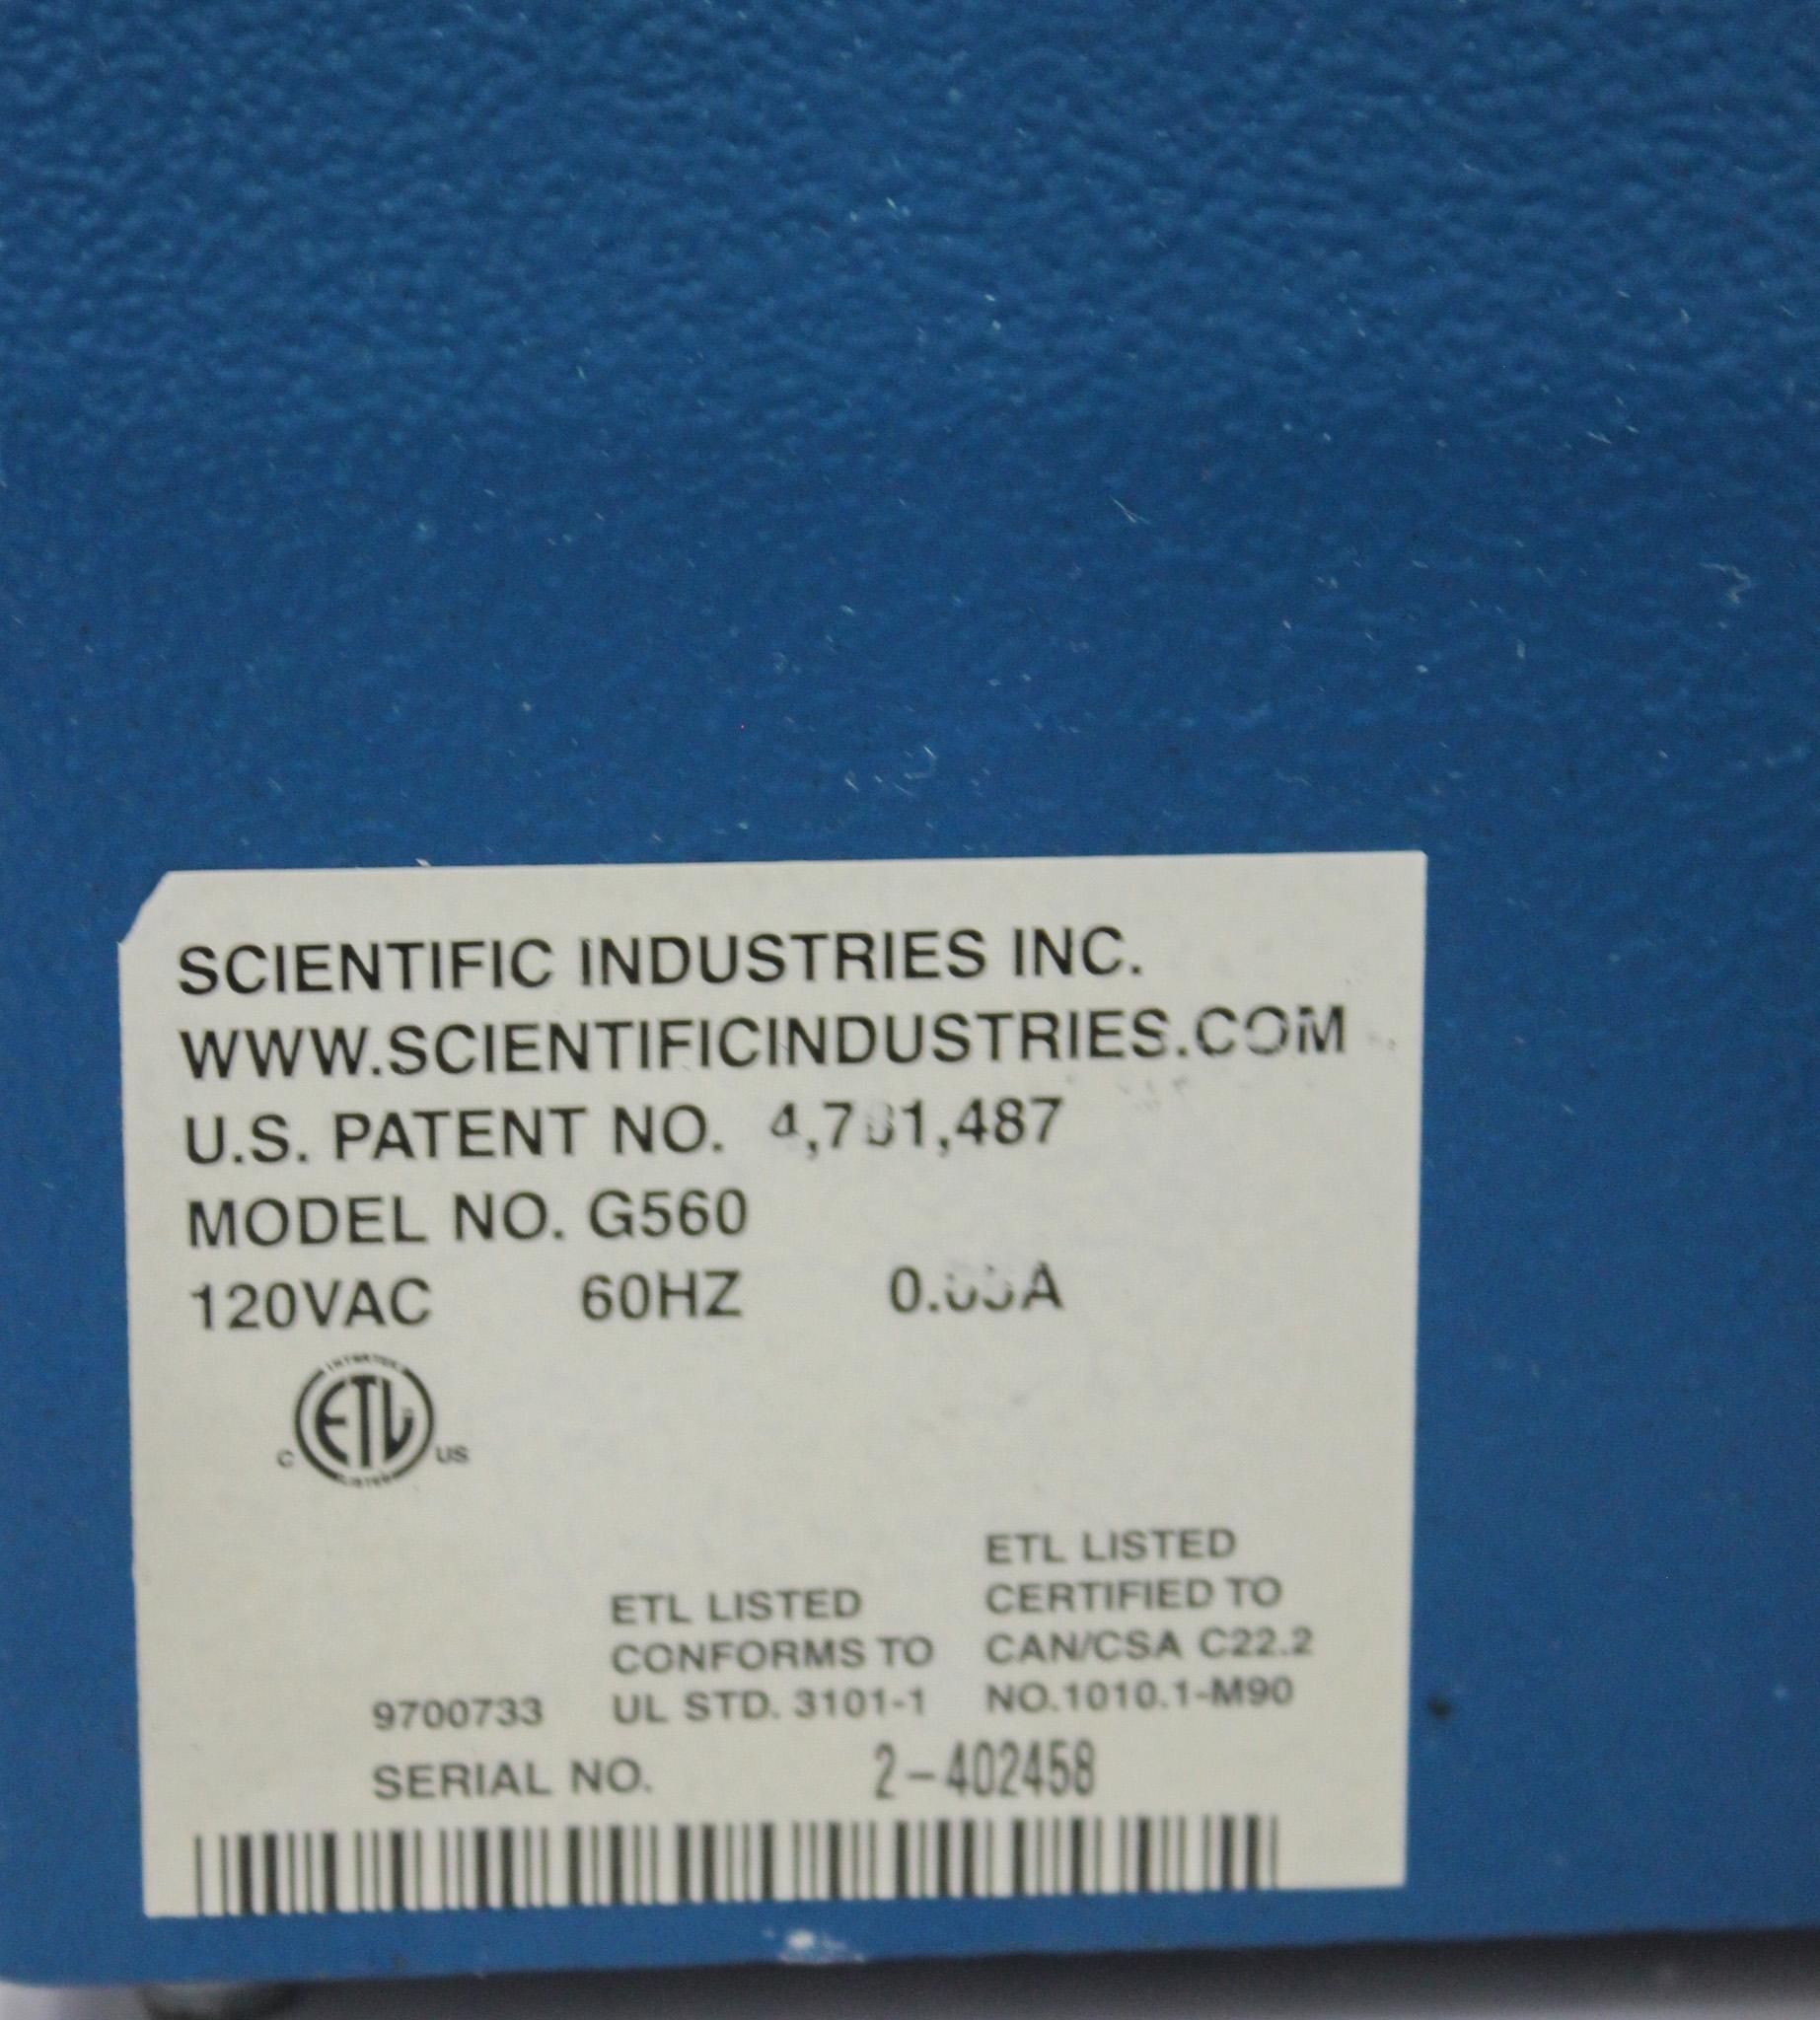 SCIENTIFIC INDUSTRIES INC.
WWW.SCIENTIFICINDUSTRIES.COM
U.S. PATENT NO.
MODEL NO. G560
120VAC 60HZ
ETL
C US
ETL LISTED
CONFORMS TO
UL STD. 3101-1
ETL LISTED
CERTIFIED TO
CAN/CSA C22.2
NO.1010.1-M90
9700733
SERIAL NO. 2-402458